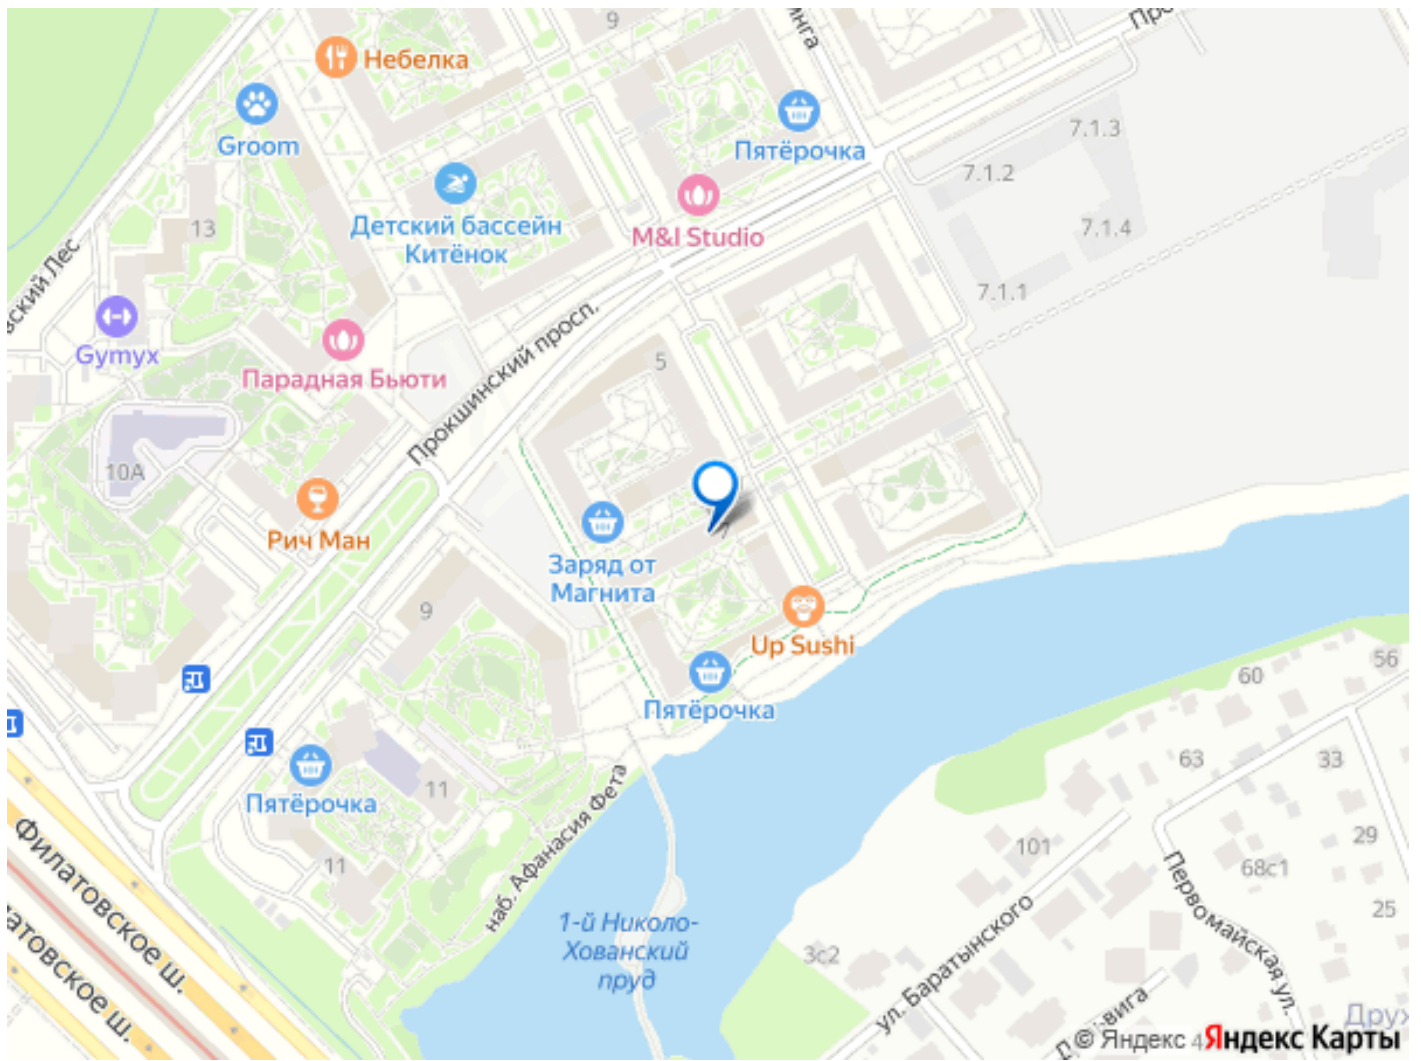 9
Небелка
Groom
Пятёрочка
7.1.3
7.1.2
Детский бассейн
Китёнок
M&I Studio
13
7.1.4
7.1.1
Gymyx
Парадная Бьюти
Прокшинский просп.
5
10А
Рич Ман
Заряд от
Магнита
7
9
Up Sushi
Пятёрочка
56
60
63
33
Пятёрочка
11
11
наб. Афанасия Фета
Филатовское ш.
101
29
68с1
25
Первомайская ул.
1-й Николо-
Хованский
пруд
3с2
ул. Баратынского
© Яндекс
Яндекс Карты